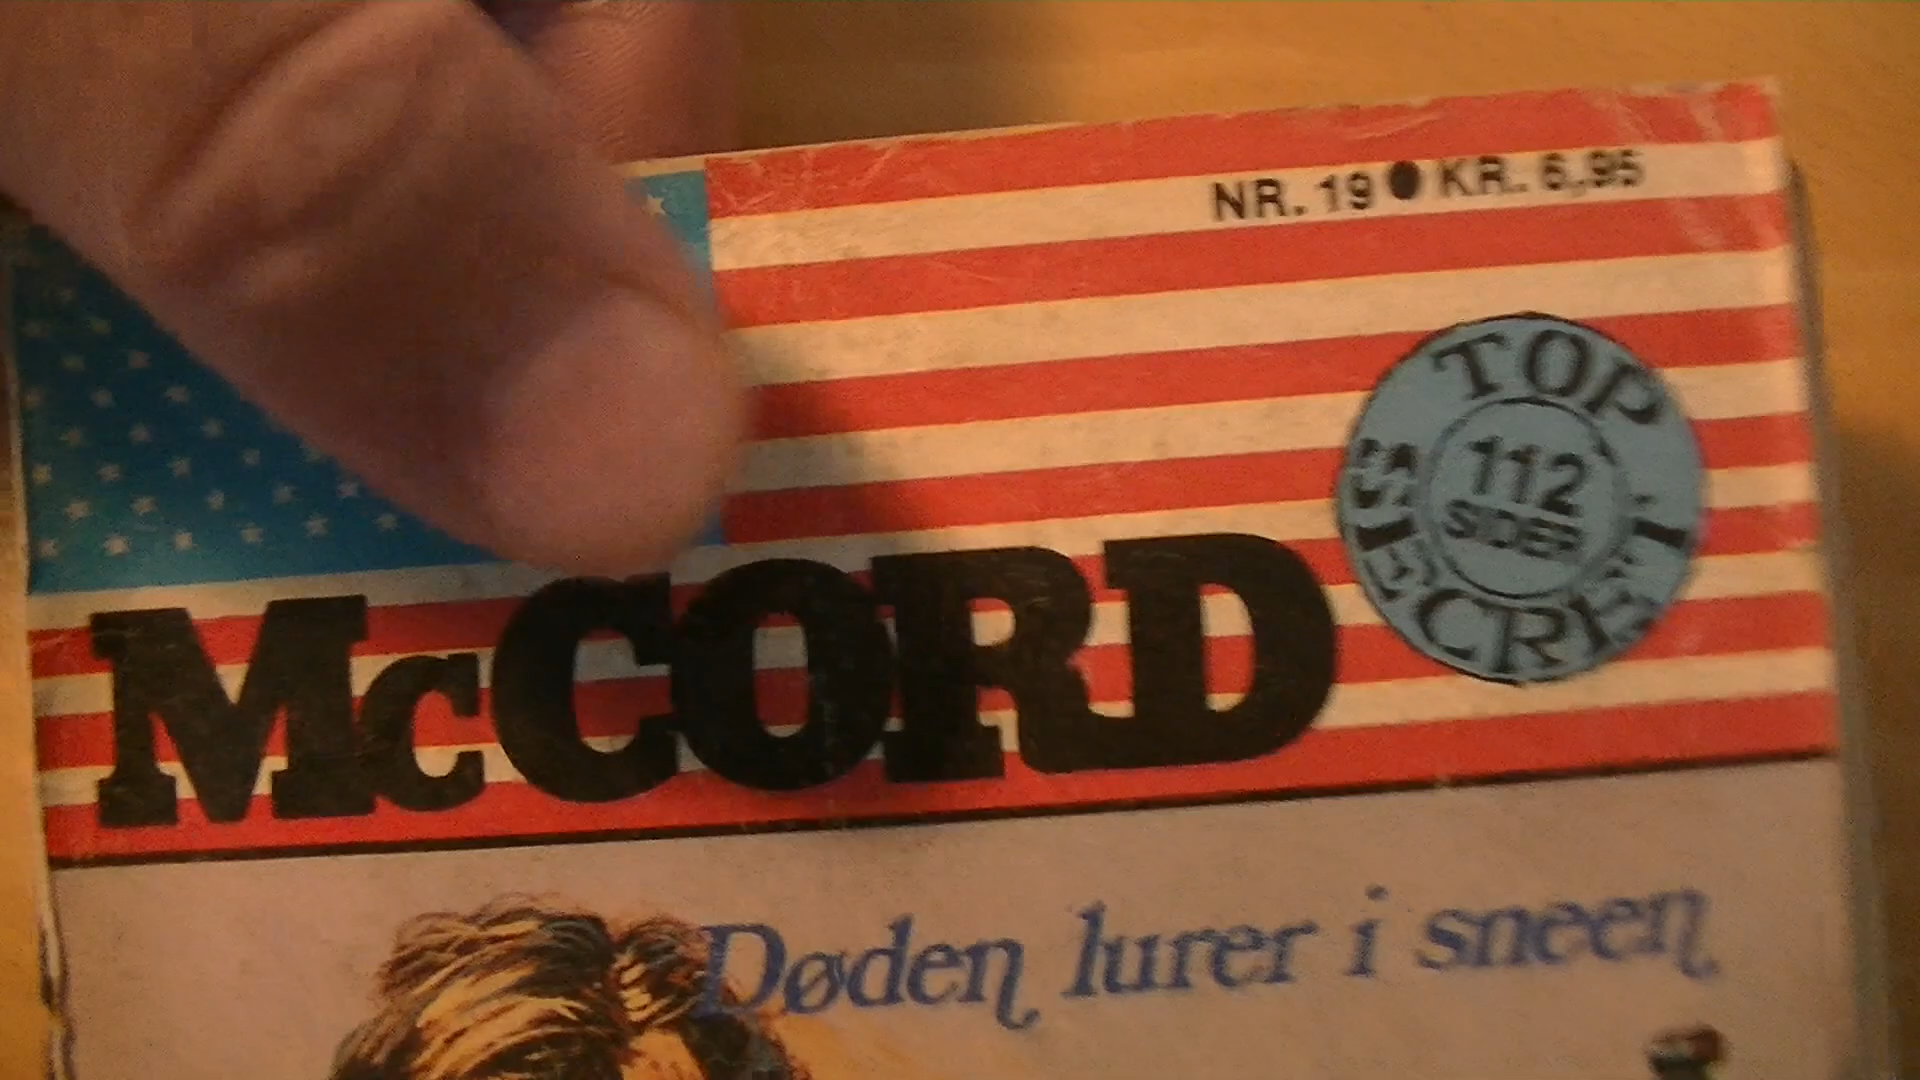 NR. 19 ● KR. 6,95
TOP SECRET
112
SIDER
McCORD
Døden lurer i sneen